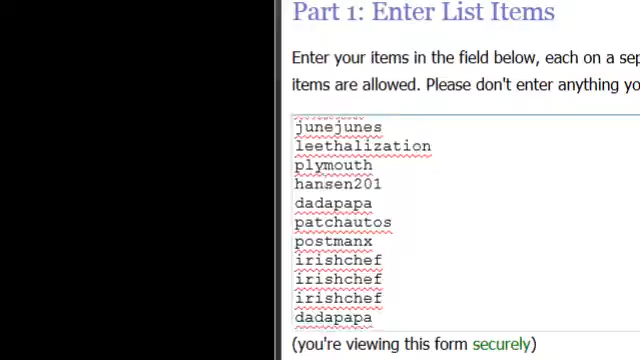 Part 1: Enter List Items
Enter your items in the field below, each on a sep
items are allowed. Please don't enter anything yo
junejunes
leethalization
plymouth
hansen201
dadapapa
patchautos
postmanx
irishchef
irishchef
irishchef
dadapapa
(you're viewing this form securely)